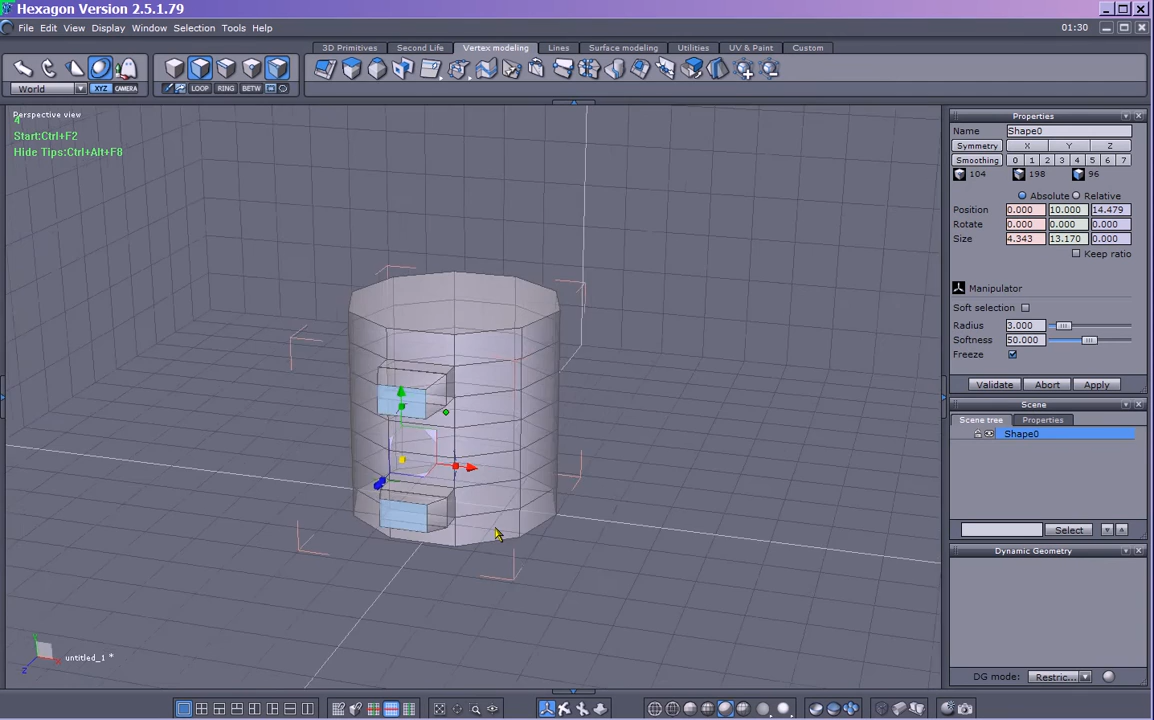 Hexagon Version 2.5.1.79
File Edit View Display Window Selection Tools Help
01:30
3D Primitives Second Life Vertex modeling Lines Surface modeling Utilities UV & Paint Custom
World XYZ CAMERA LOOP RING BETW
Perspective view
4
Start:Ctrl+F2
Hide Tips:Ctrl+Alt+F8
Properties
Name Shape0
Symmetry X Y Z
Smoothing 0 1 2 3 4 5 6 7
104 198 96
Absolute Relative
Position 0.000 10.000 14.479
Rotate 0.000 0.000 0.000
Size 4.343 13.170 0.000
Keep ratio
Manipulator
Soft selection
Radius 3.000
Softness 50.000
Freeze
Validate Abort Apply
Scene
Scene tree Properties
Shape0
Select
Dynamic Geometry
DG mode: Restric...
Y
X
Z
untitled_1 *